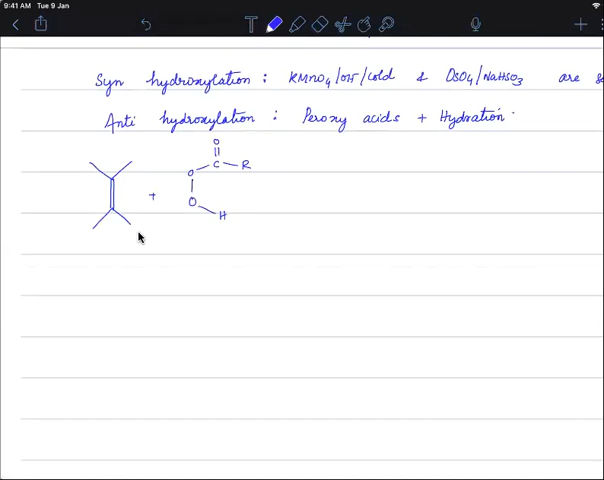 9:41 AM Tue 9 Jan
Syn hydroxylation : KMnO4/OH⁻/cold & OsO4/NaHSO3 are
Anti hydroxylation : Peroxy acids + Hydration.
O
O C R
+
O
H